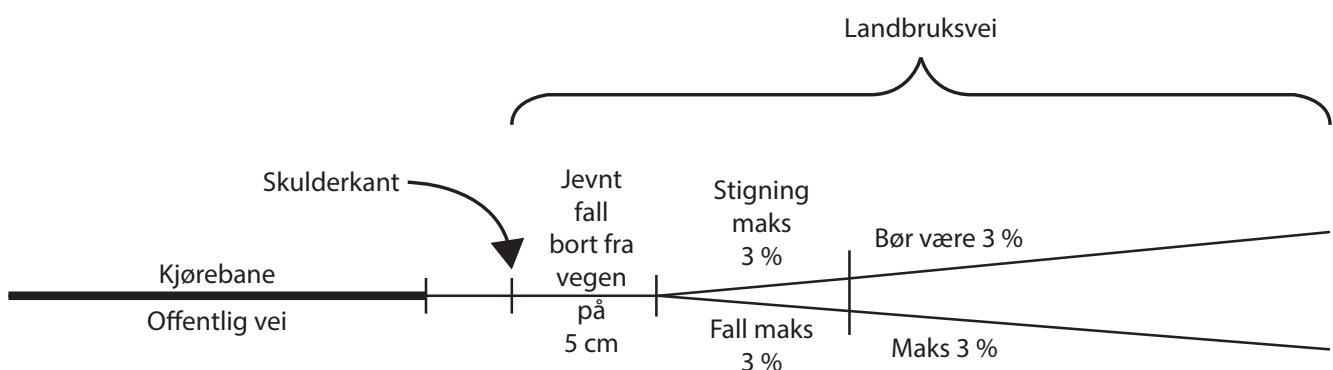 Landbruksvei
Skulderkant
Jevnt
fall
bort fra
vegen
på
5 cm
Stigning
maks
3 %
Bør være 3 %
Kjørebane
Offentlig vei
Fall maks
3 %
Maks 3 %